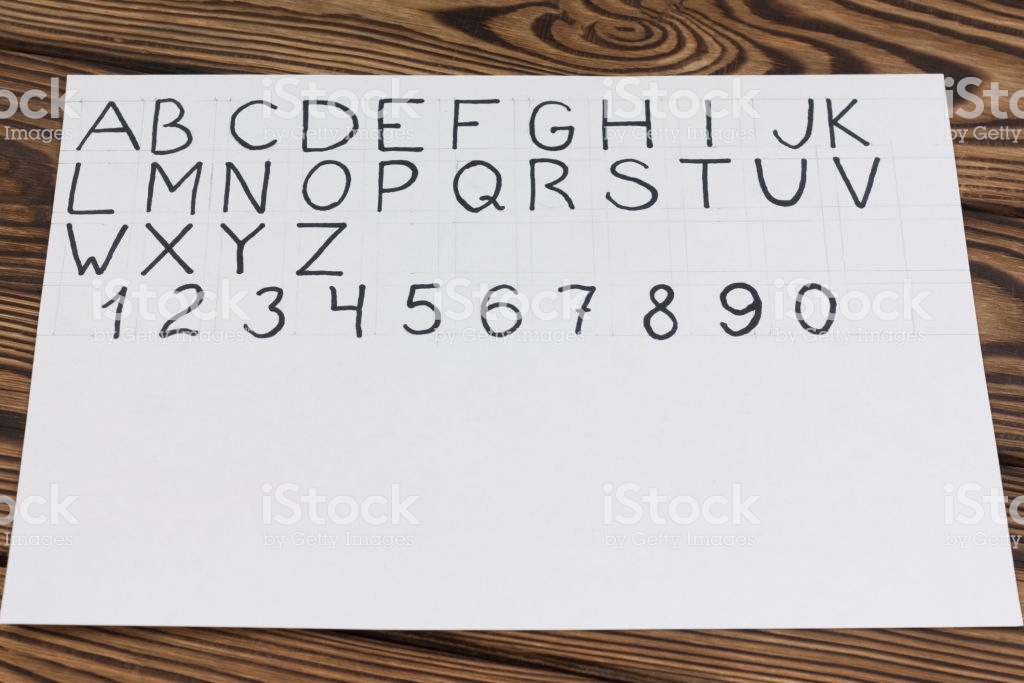 A B C D E F G H I J K
L M N O P Q R S T U V
W X Y Z
1 2 3 4 5 6 7 8 9 0
iStock
by Getty Images